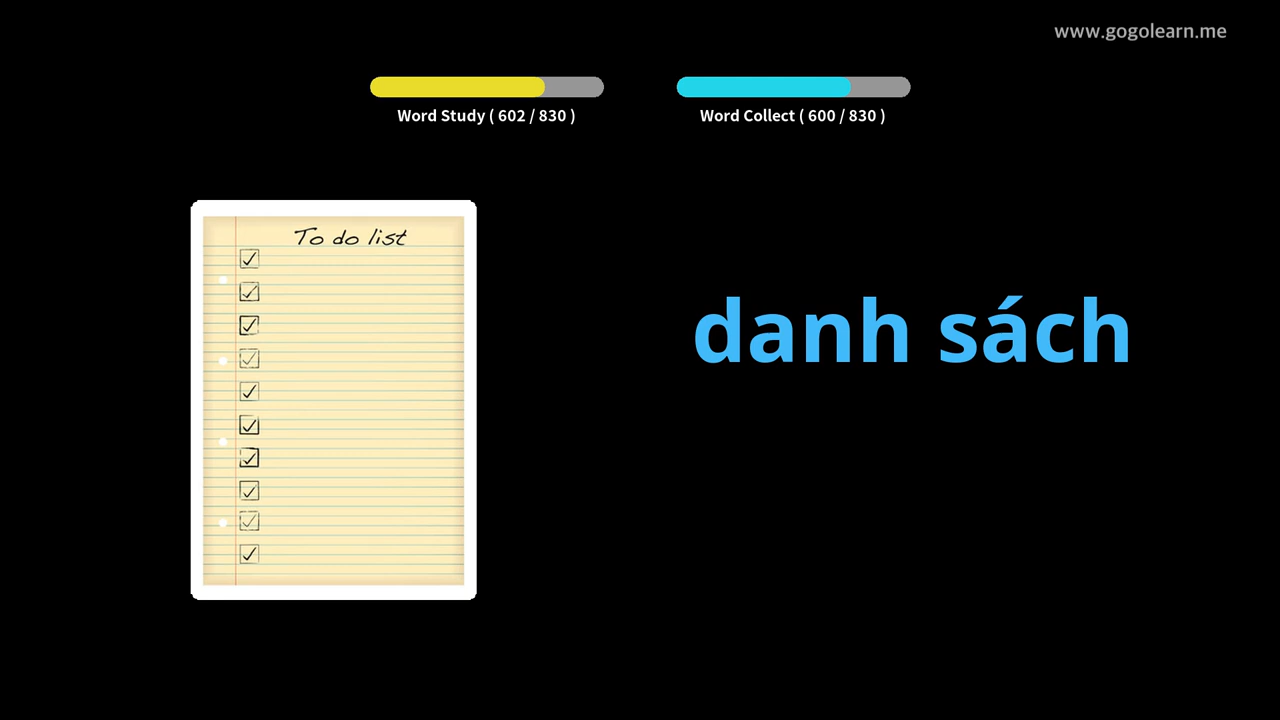 www.gogolearn.me
Word Study ( 602 / 830 )
Word Collect ( 600 / 830 )
To do list
danh sách